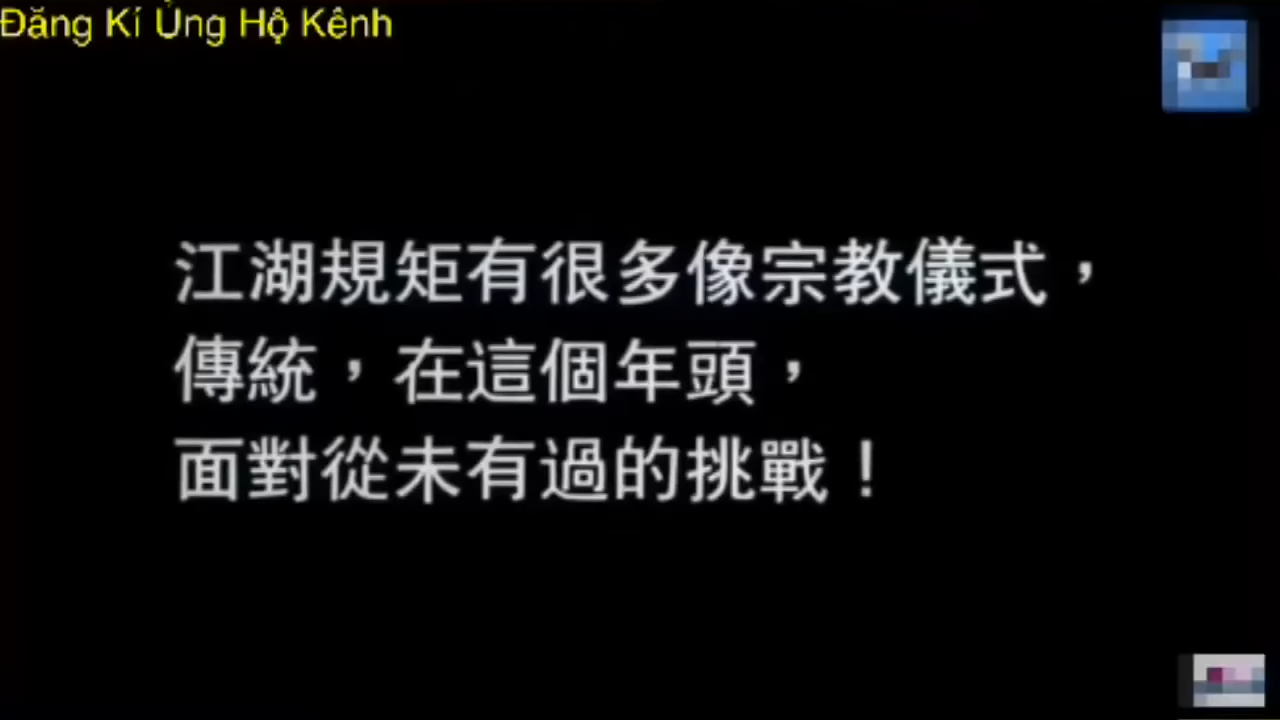 Đăng Kí Ủng Hộ Kênh
江湖規矩有很多像宗教儀式，
傳統，在這個年頭，
面對從未有過的挑戰！